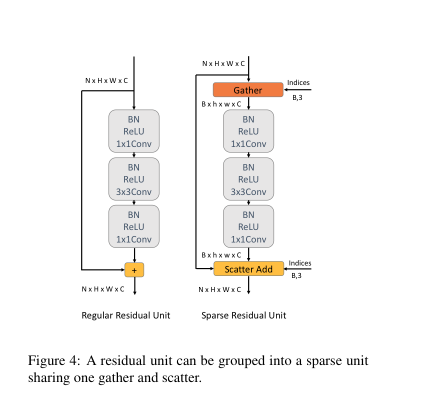 N x H x W x C
BN
ReLU
1x1Conv
BN
ReLU
3x3Conv
BN
ReLU
1x1Conv
+
N x H x W x C
Regular Residual Unit
N x H x W x C
Gather
Indices
B,3
B x h x w x C
BN
ReLU
1x1Conv
BN
ReLU
3x3Conv
BN
ReLU
1x1Conv
B x h x w x C
Scatter Add
Indices
B,3
N x H x W x C
Sparse Residual Unit
Figure 4: A residual unit can be grouped into a sparse unit
sharing one gather and scatter.